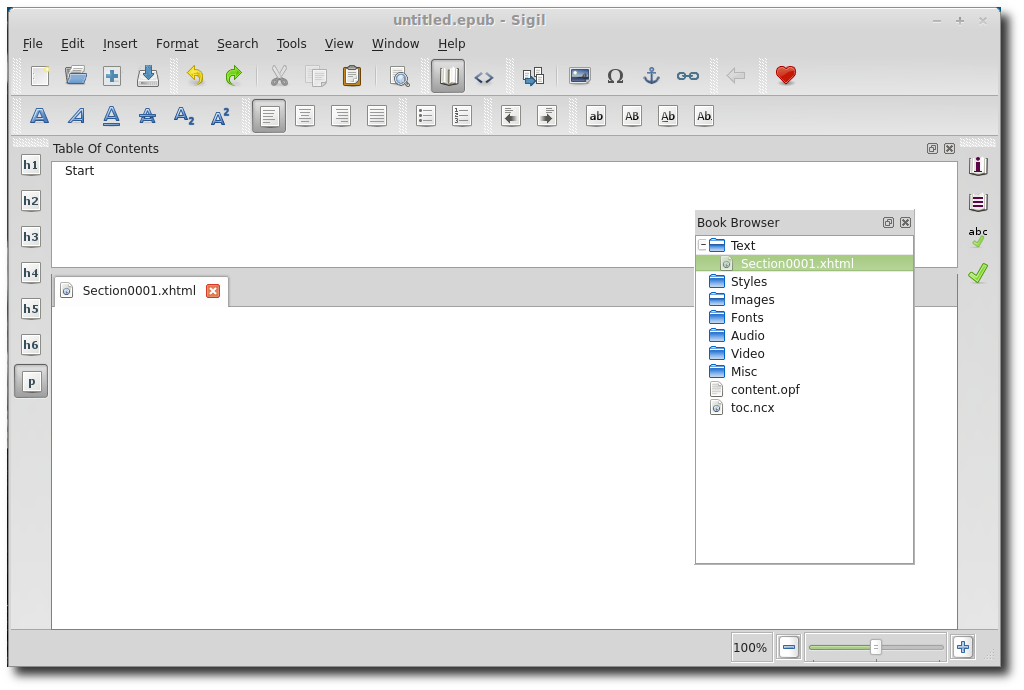 untitled.epub - Sigil
File Edit Insert Format Search Tools View Window Help
A A A A A2 A2 ab AB Ab Ab
Table Of Contents
Start
h1
h2
h3
h4
h5
h6
p
abc
Book Browser
Text
Section0001.xhtml
Styles
Images
Fonts
Audio
Video
Misc
content.opf
toc.ncx
Section0001.xhtml
100%